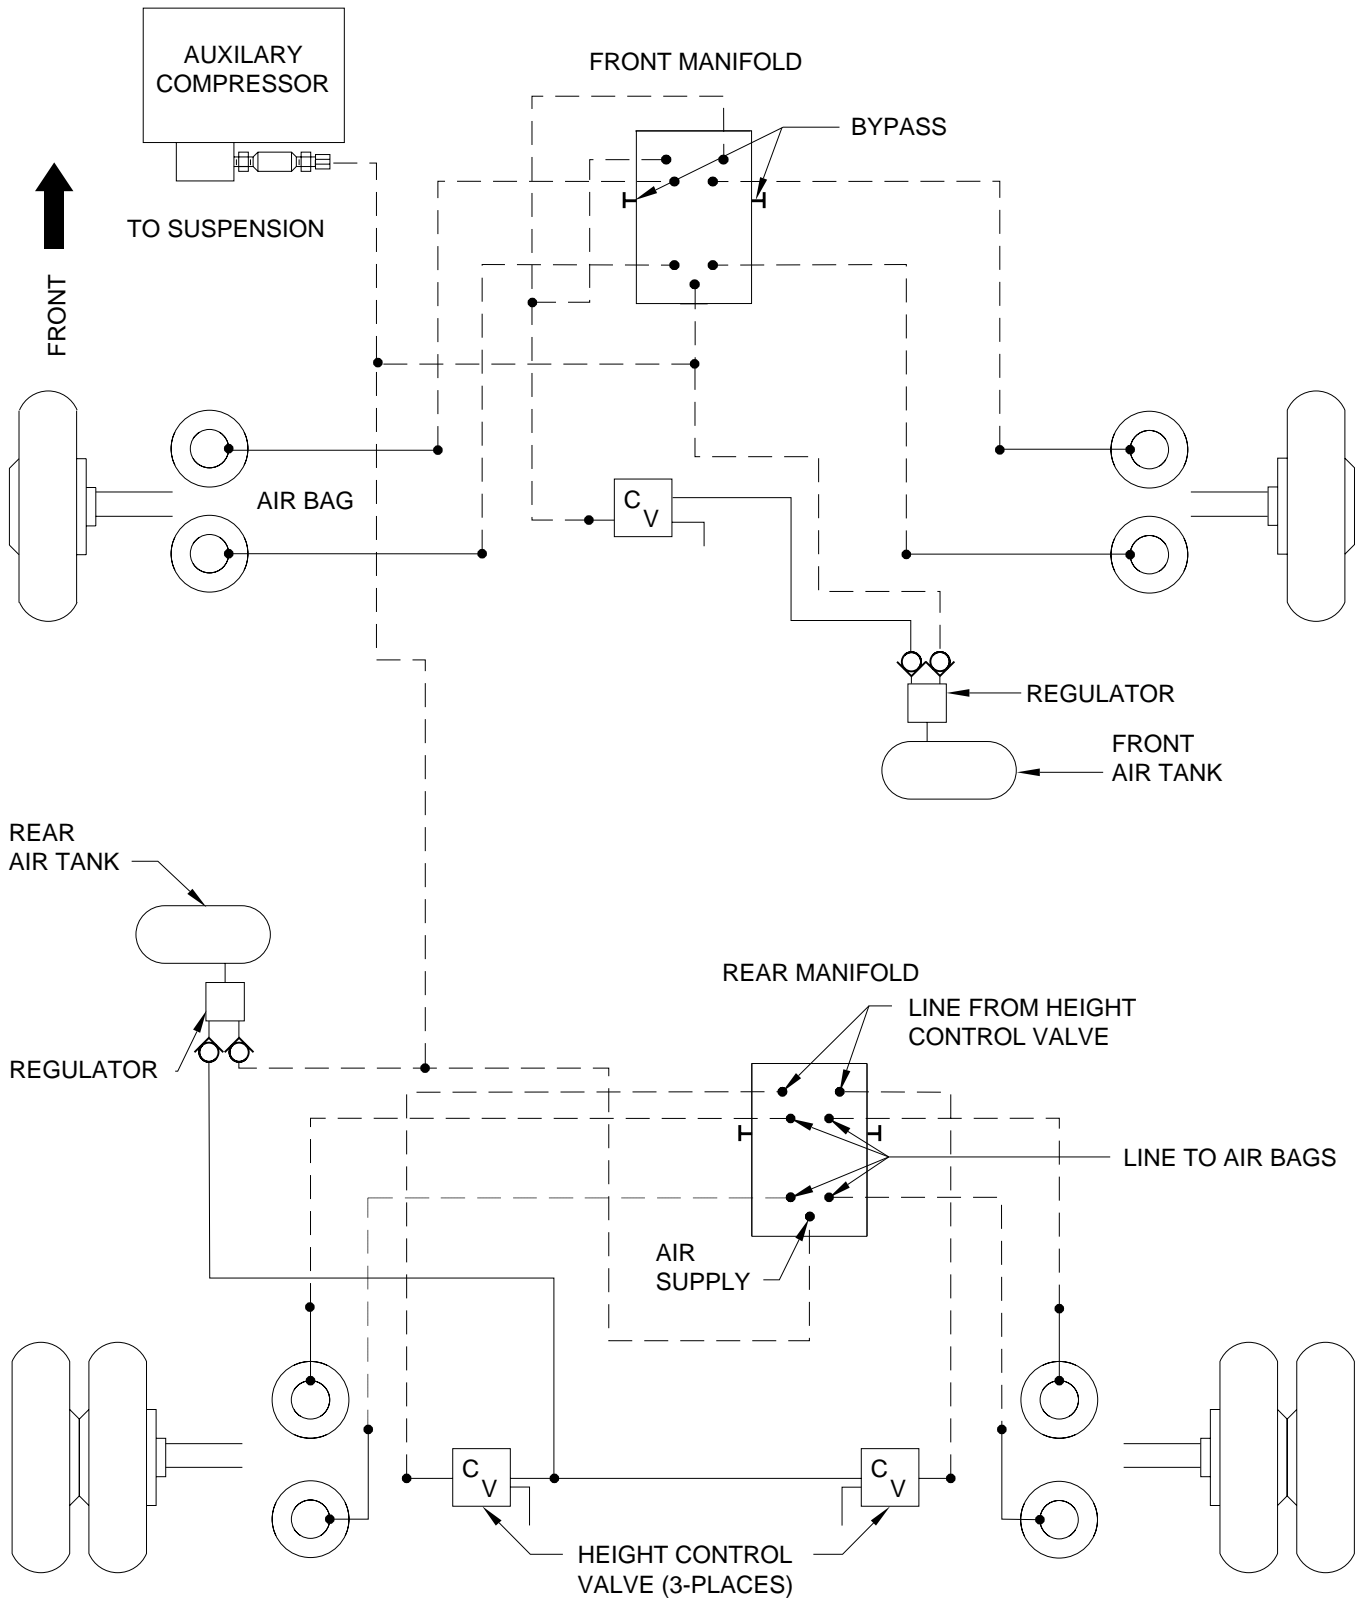 AUXILARY
COMPRESSOR
FRONT MANIFOLD
BYPASS
TO SUSPENSION
FRONT
AIR BAG
C
V
REGULATOR
FRONT
AIR TANK
REAR
AIR TANK
REAR MANIFOLD
LINE FROM HEIGHT
CONTROL VALVE
REGULATOR
LINE TO AIR BAGS
AIR
SUPPLY
C
V
C
V
HEIGHT CONTROL
VALVE (3-PLACES)